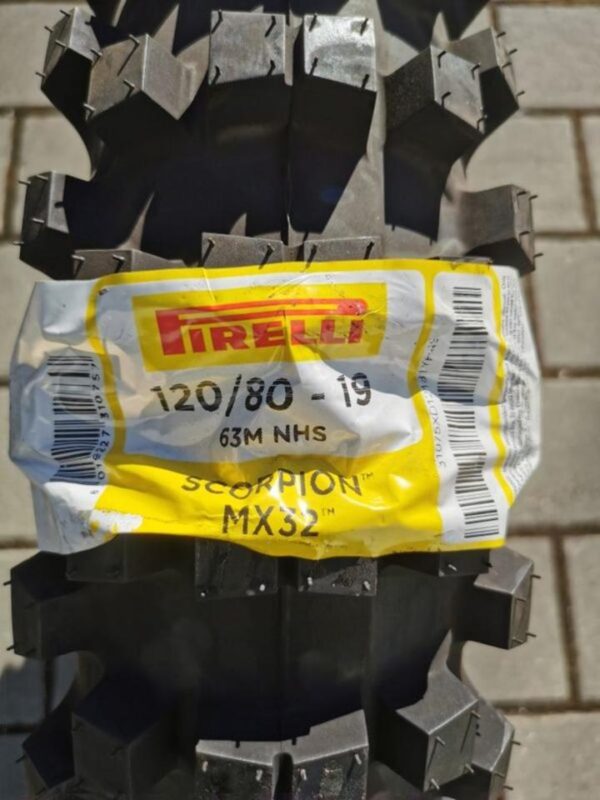 PIRELLI
120/80 - 19
63M NHS
SCORPION™
MX32™